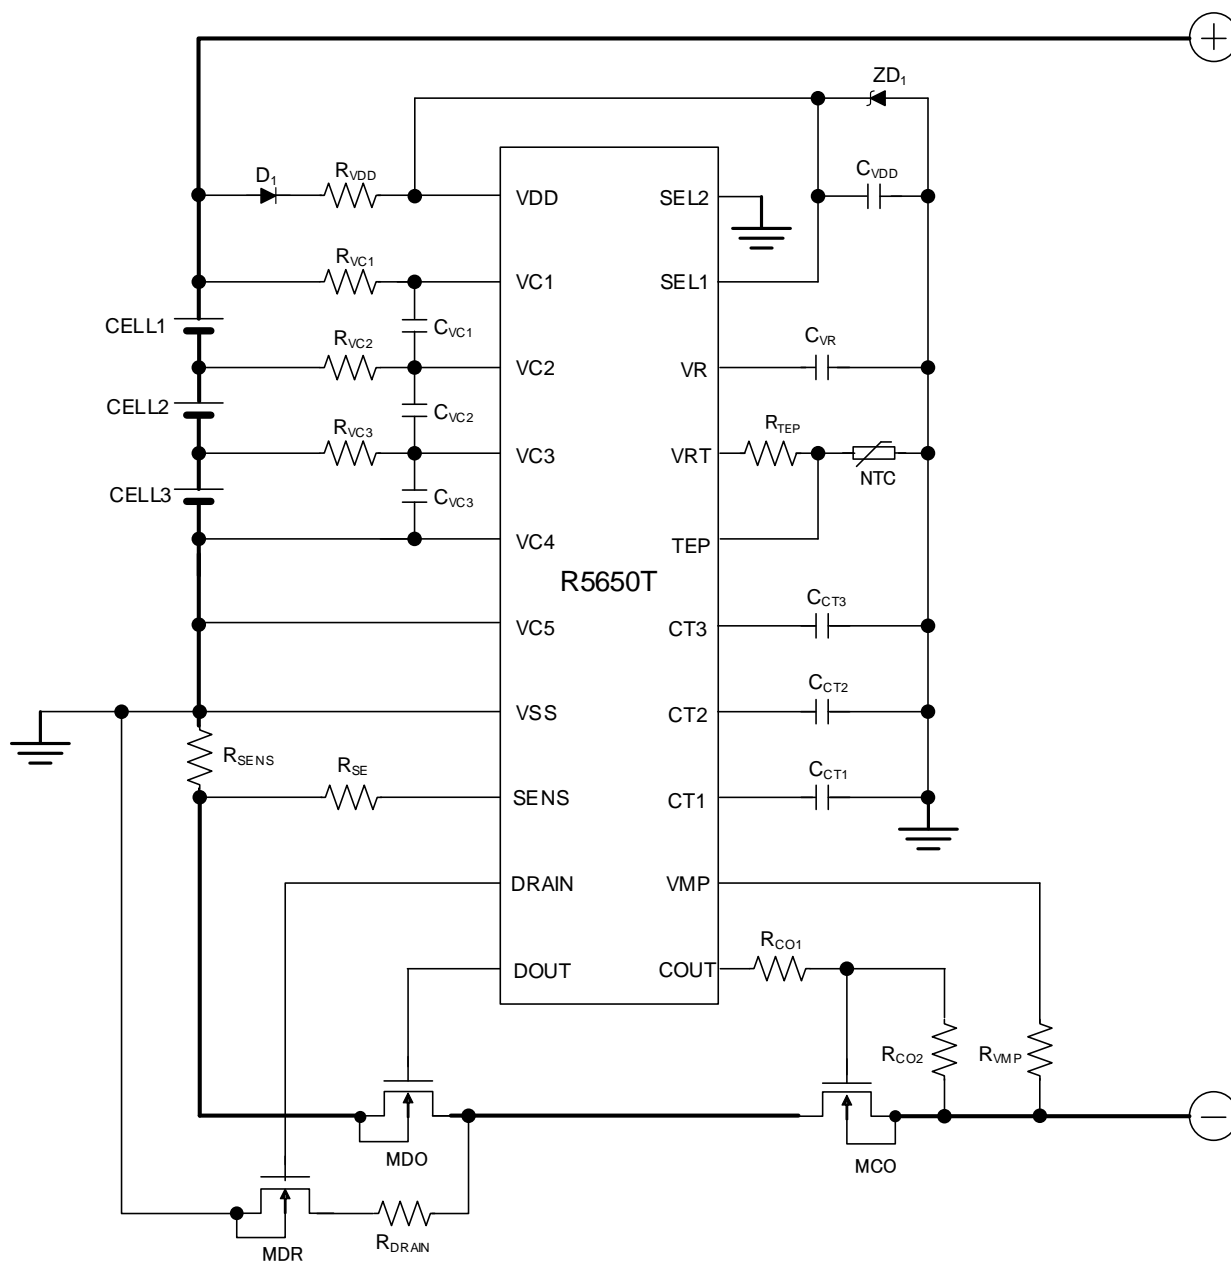 +
ZD1
D1
RVDD
CVDD
VDD
SEL2
RVC1
VC1
SEL1
CELL1
CVC1
RVC2
CVR
VC2
VR
CELL2
CVC2
RVC3
RTEP
VC3
VRT
NTC
CELL3
CVC3
VC4
TEP
R5650T
CCT3
VC5
CT3
CCT2
VSS
CT2
RSENS
RSE
CCT1
SENS
CT1
DRAIN
VMP
RCO1
DOUT
COUT
RCO2
RVMP
−
MDO
MCO
RDRAIN
MDR